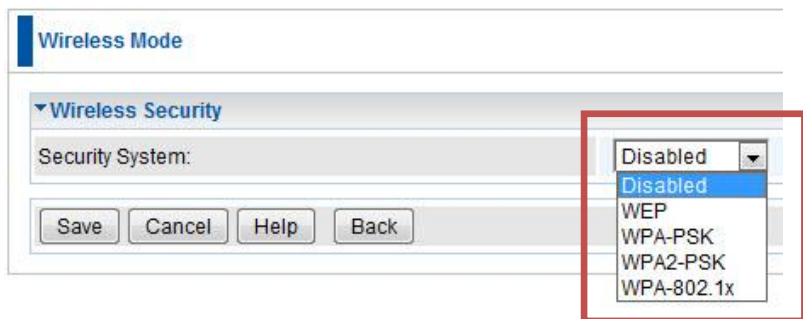 Wireless Mode
Wireless Security
Security System:
Disabled
Disabled
WEP
WPA-PSK
WPA2-PSK
WPA-802.1x
Save Cancel Help Back